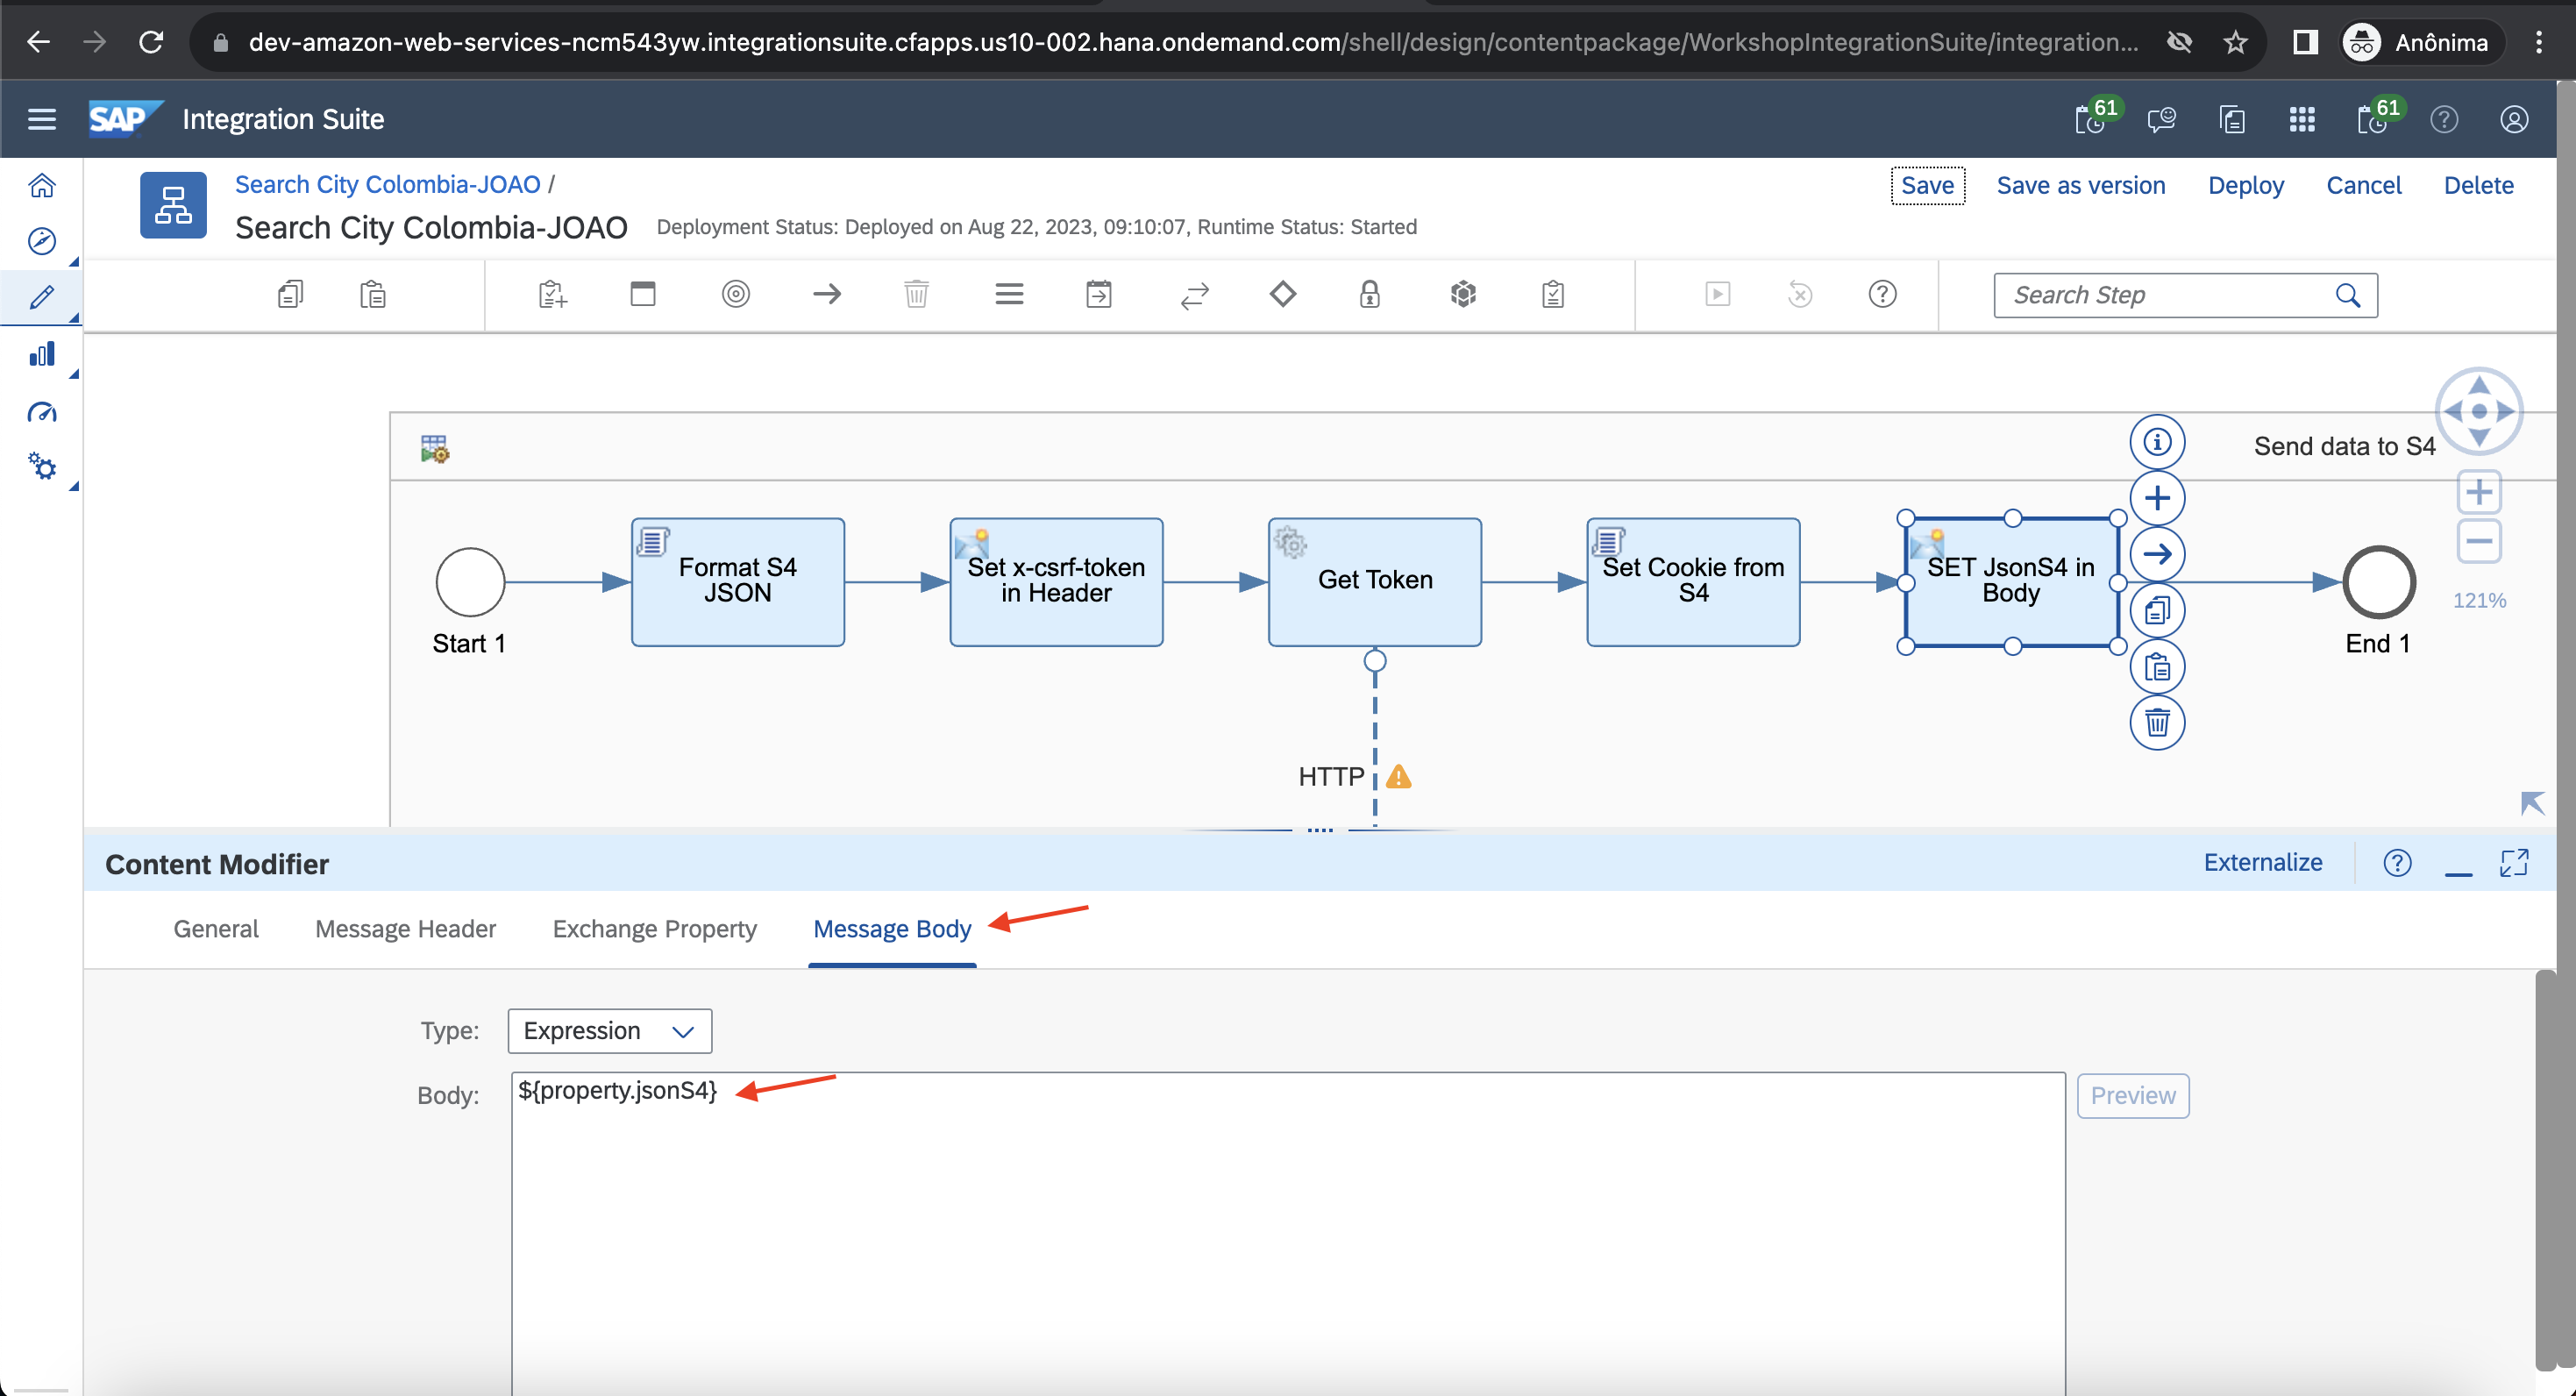 dev-amazon-web-services-ncm543yw.integrationsuite.cfapps.us10-002.hana.ondemand.com/shell/design/contentpackage/WorkshopIntegrationSuite/integration...
Anônima
SAP Integration Suite
61
61
Search City Colombia-JOAO /
Save
Save as version
Deploy
Cancel
Delete
Search City Colombia-JOAO
Deployment Status: Deployed on Aug 22, 2023, 09:10:07, Runtime Status: Started
Search Step
Send data to S4
Format S4
JSON
Set x-csrf-token
in Header
Get Token
Set Cookie from
S4
SET JsonS4 in
Body
Start 1
End 1
121%
HTTP
Content Modifier
Externalize
General
Message Header
Exchange Property
Message Body
Type:
Expression
Body:
${property.jsonS4}
Preview